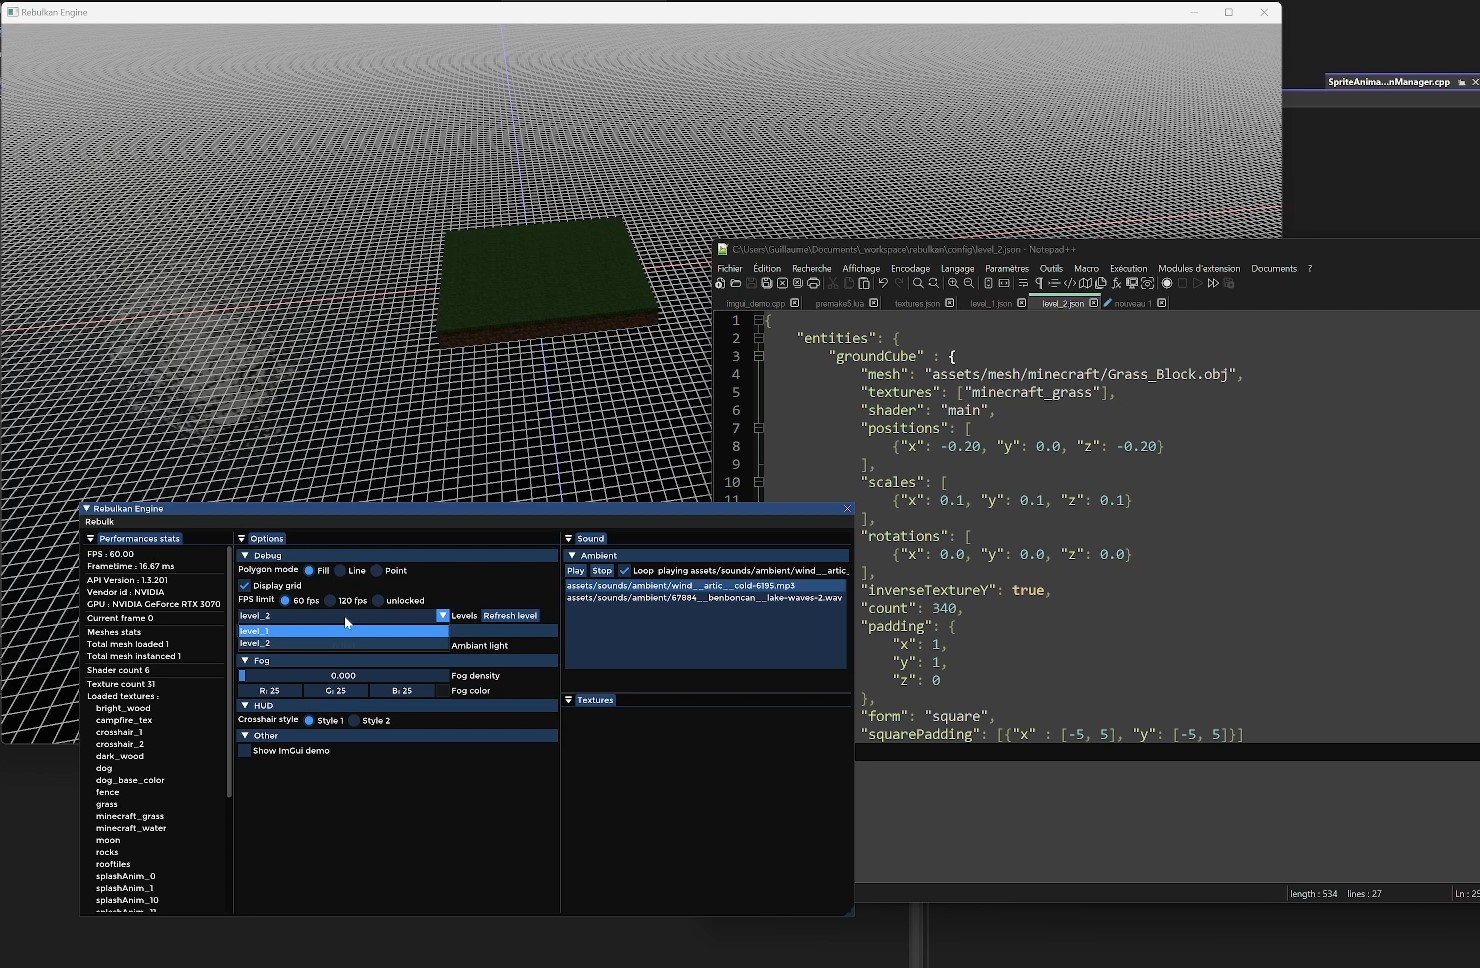 Rebulkan Engine
SpriteAnima...nManager.cpp
C:\Users\Guillaume\Documents\_workspace\rebulkan\config\level_2.json - Notepad++
Fichier Édition Recherche Affichage Encodage Langage Paramètres Outils Macro Exécution Modules d'extension Documents ?
imgui_demo.cpp premake5.lua textures.json level_1.json level_2.json nouveau 1
1 {
2 "entities": {
3 "groundCube" : {
4 "mesh": "assets/mesh/minecraft/Grass_Block.obj",
5 "textures": ["minecraft_grass"],
6 "shader": "main",
7 "positions": [
8 {"x": -0.20, "y": 0.0, "z": -0.20}
9 ],
10 "scales": [
11 {"x": 0.1, "y": 0.1, "z": 0.1}
],
"rotations": [
{"x": 0.0, "y": 0.0, "z": 0.0}
],
"inverseTextureY": true,
"count": 340,
"padding": {
"x": 1,
"y": 1,
"z": 0
},
"form": "square",
"squarePadding": [{"x" : [-5, 5], "y": [-5, 5]}]
length : 534 lines : 27
Ln : 25
Rebulkan Engine
Rebulk
Performances stats
FPS : 60.00
Frametime : 16.67 ms
API Version : 1.3.201
Vendor id : NVIDIA
GPU : NVIDIA GeForce RTX 3070
Current frame 0
Meshes stats
Total mesh loaded 1
Total mesh instanced 1
Shader count 6
Texture count 31
Loaded textures :
bright_wood
campfire_tex
crosshair_1
crosshair_2
dark_wood
dog
dog_base_color
fence
grass
minecraft_grass
minecraft_water
moon
rocks
rooftiles
splashAnim_0
splashAnim_1
splashAnim_10
splashAnim_11
Options
Debug
Polygon mode Fill Line Point
Display grid
FPS limit 60 fps 120 fps unlocked
level_2 Levels Refresh level
level_1
level_2 Ambiant light
Fog
0.000 Fog density
R: 25 G: 25 B: 25 Fog color
HUD
Crosshair style Style 1 Style 2
Other
Show ImGui demo
Sound
Ambient
Play Stop Loop playing assets/sounds/ambient/wind__artic_
assets/sounds/ambient/wind__artic__cold-6195.mp3
assets/sounds/ambient/67884__benboncan__lake-waves-2.wav
Textures